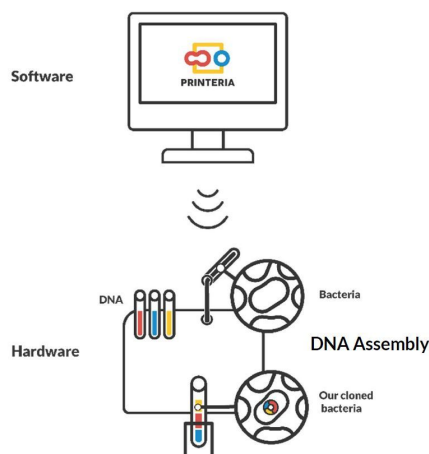 Software
PRINTERIA
DNA
Bacteria
Hardware
DNA Assembly
Our cloned
bacteria